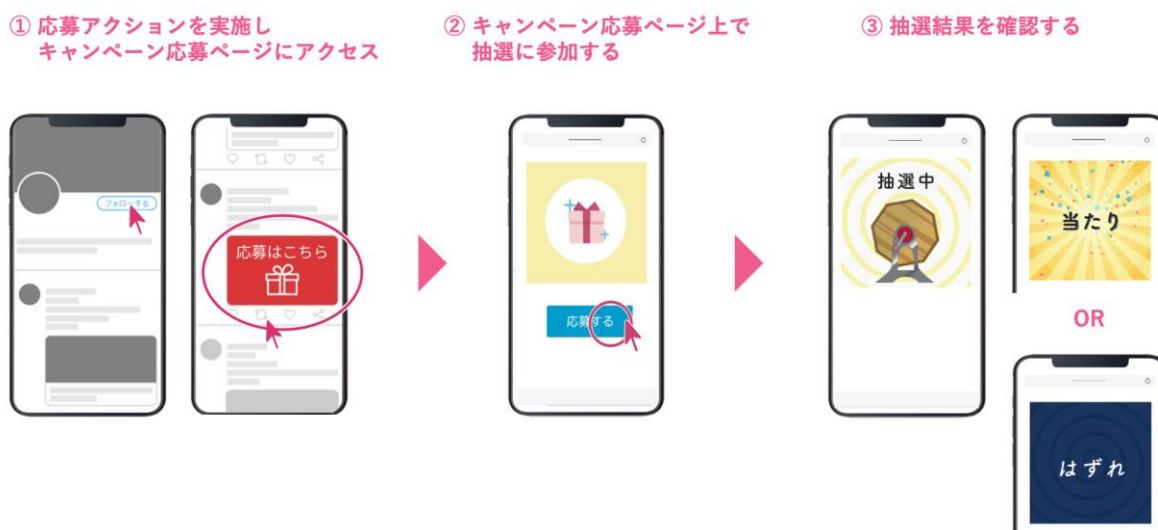 ① 応募アクションを実施し
キャンペーン応募ページにアクセス
② キャンペーン応募ページ上で
抽選に参加する
③ 抽選結果を確認する
フォローする
応募はこちら
応募する
抽選中
当たり
OR
はずれ